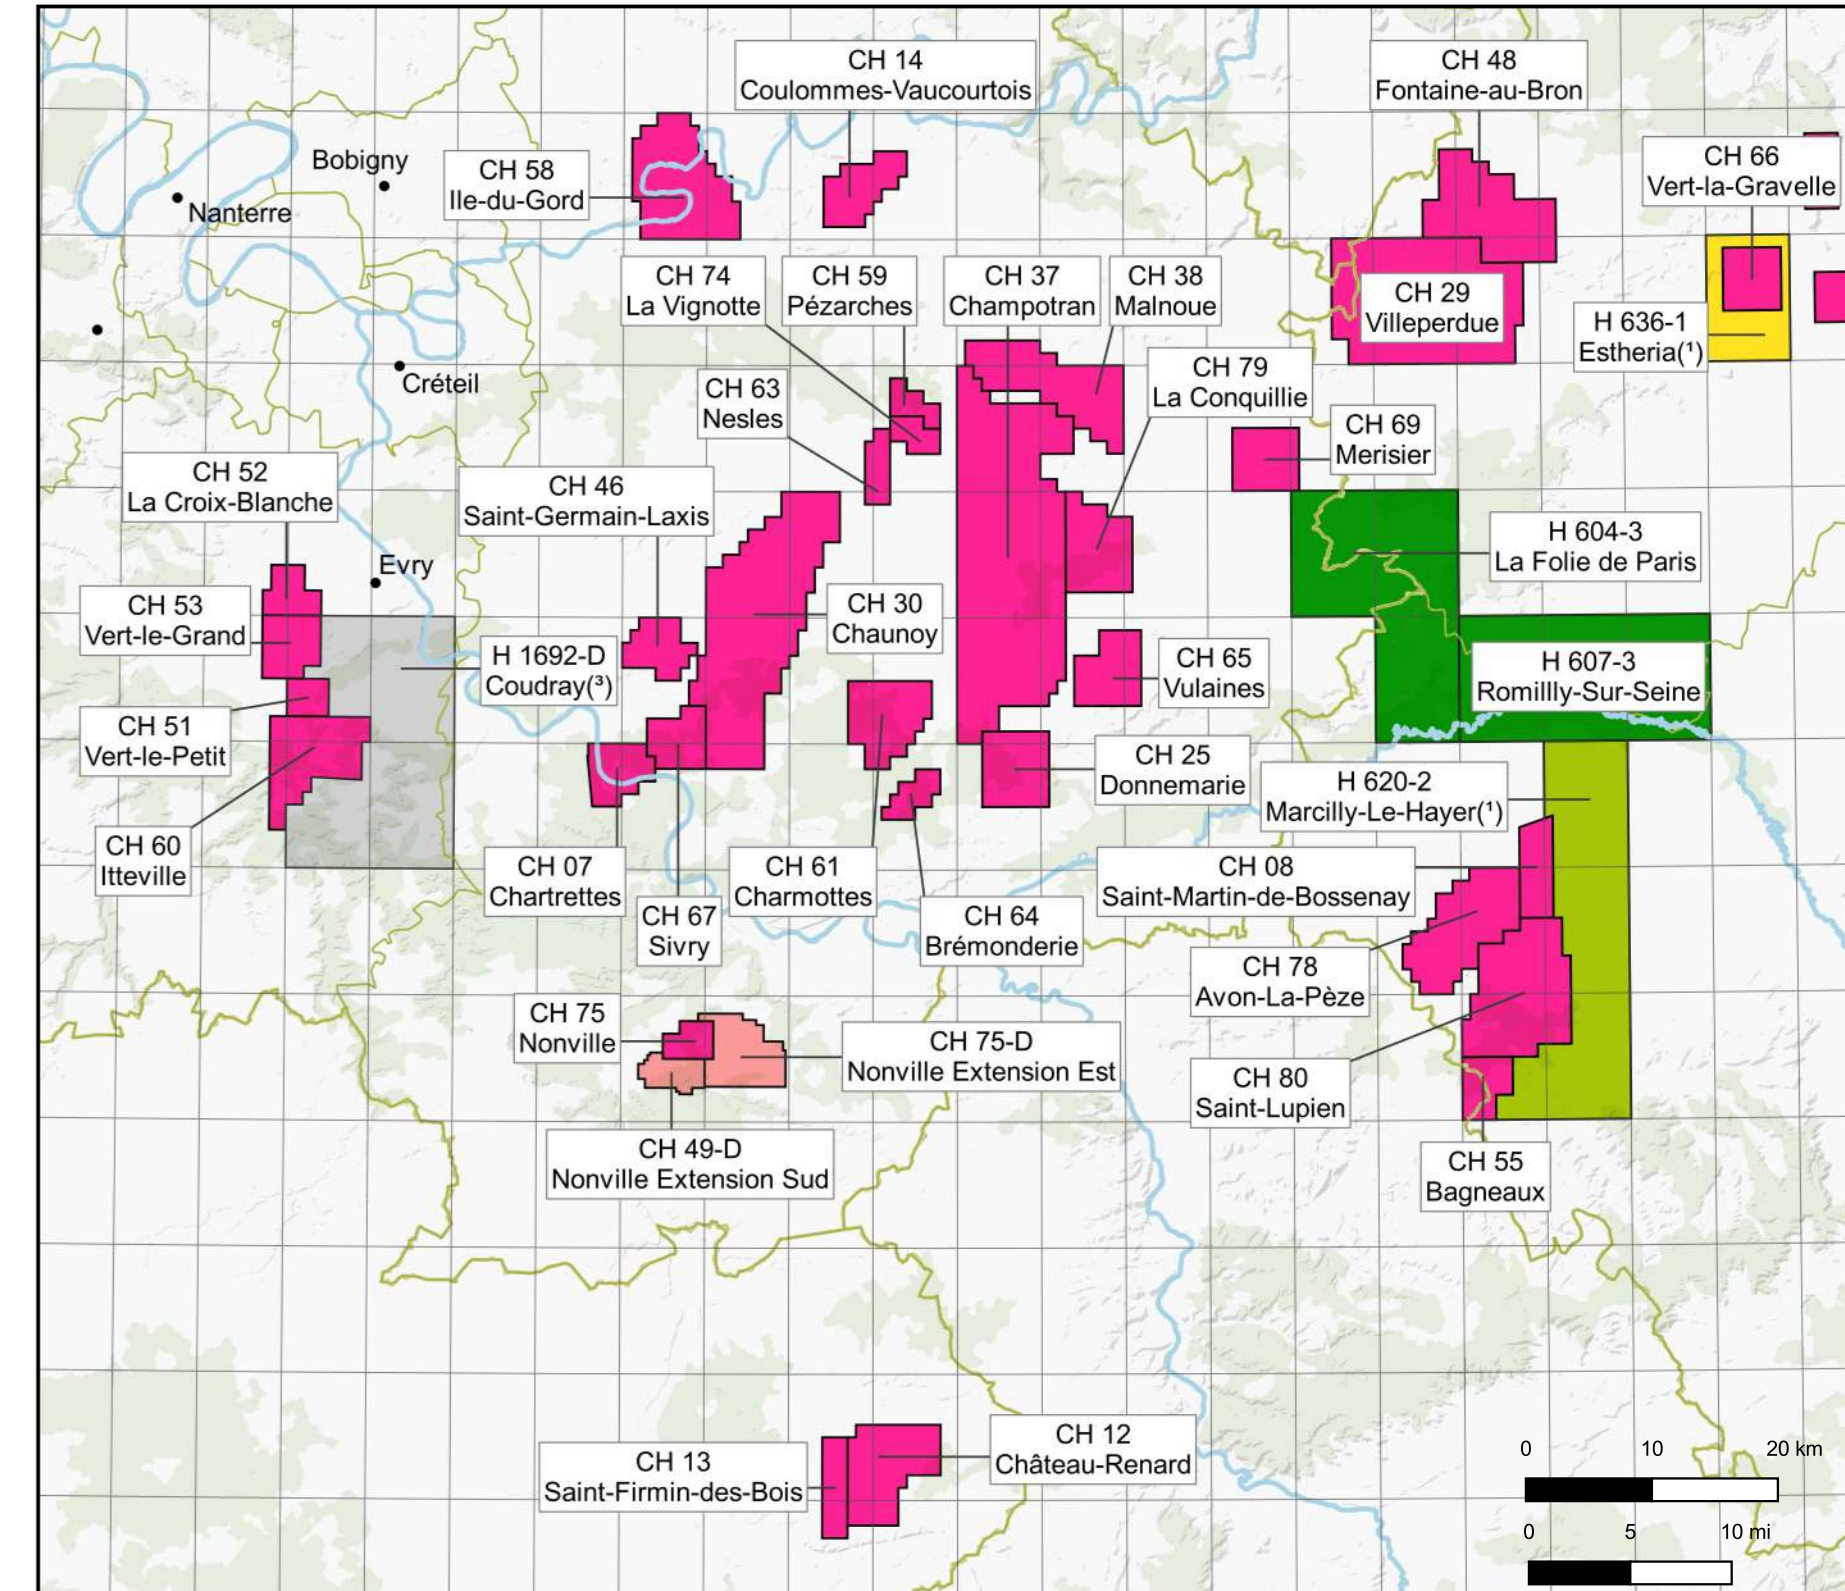 CH 14
Coulommes-Vaucourtois
CH 48
Fontaine-au-Bron
Bobigny
CH 58
Ile-du-Gord
CH 66
Vert-la-Gravelle
Nanterre
CH 74
La Vignotte
CH 59
Pézarches
CH 37
Champotran
CH 38
Malnoue
CH 29
Villeperdue
H 636-1
Estheria(¹)
Créteil
CH 63
Nesles
CH 79
La Conquillie
CH 69
Merisier
CH 52
La Croix-Blanche
CH 46
Saint-Germain-Laxis
H 604-3
La Folie de Paris
Evry
CH 53
Vert-le-Grand
CH 30
Chaunoy
H 1692-D
Coudray(³)
CH 65
Vulaines
H 607-3
Romillly-Sur-Seine
CH 51
Vert-le-Petit
CH 25
Donnemarie
H 620-2
Marcilly-Le-Hayer(¹)
CH 60
Itteville
CH 07
Chartrettes
CH 61
Charmottes
CH 08
Saint-Martin-de-Bossenay
CH 67
Sivry
CH 64
Brémonderie
CH 78
Avon-La-Pèze
CH 75
Nonville
CH 75-D
Nonville Extension Est
CH 80
Saint-Lupien
CH 49-D
Nonville Extension Sud
CH 55
Bagneaux
CH 13
Saint-Firmin-des-Bois
CH 12
Château-Renard
0 10 20 km
0 5 10 mi